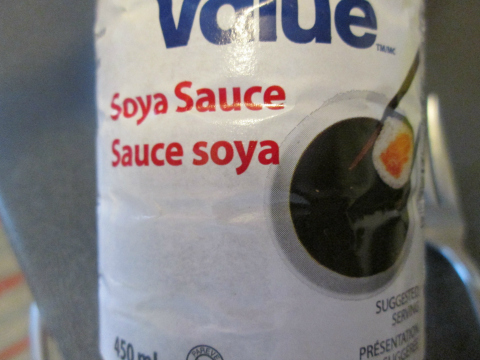 Value
TM/MC
Soya Sauce
Sauce soya
SUGGESTED
SERVING
PRÉSENTATION
450 ml